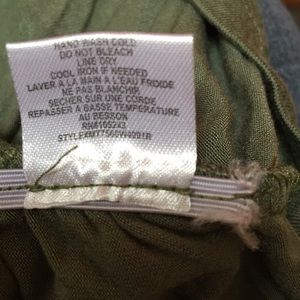 HAND WASH COLD
DO NOT BLEACH
LINE DRY
COOL IRON IF NEEDED
LAVER A LA MAIN A L'EAU FROIDE
NE PAS BLANCHIR
SECHER SUR UNE CORDE
REPASSER A BASSE TEMPERATURE
AU BESSON